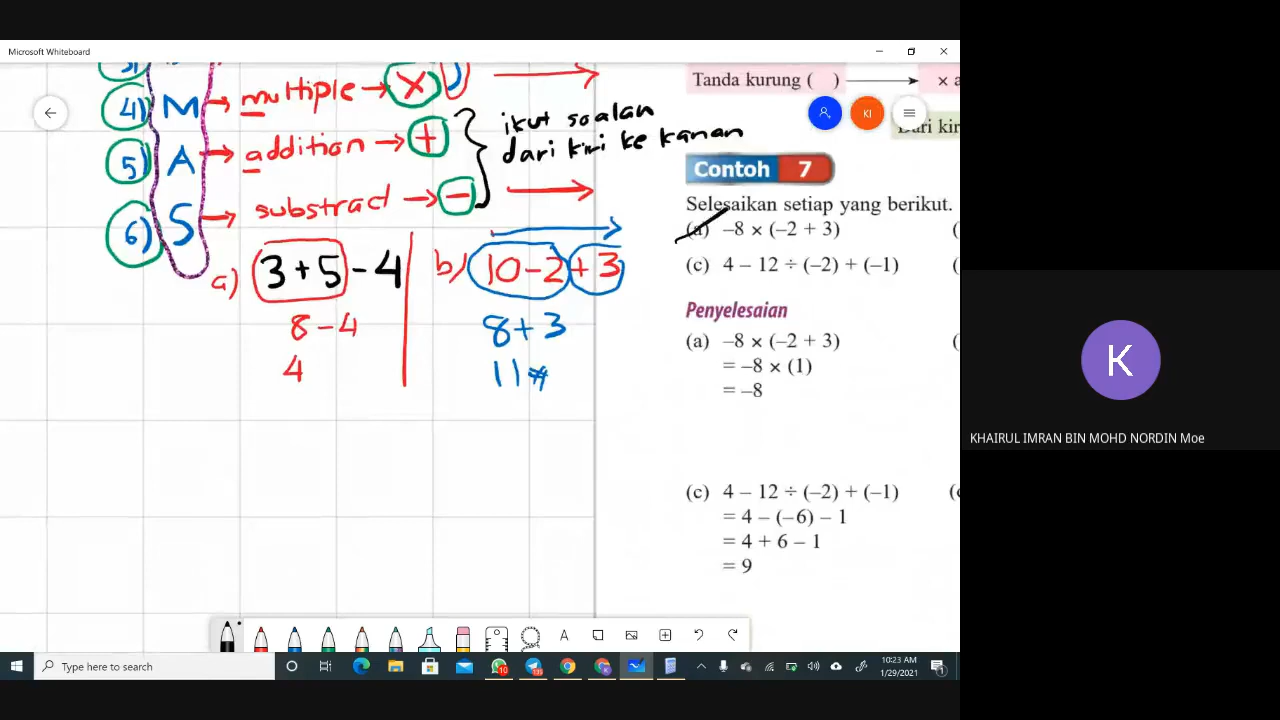 Microsoft Whiteboard
4) M → multiple → ×
5) A → addition → +
6) S → substract → −
ikut soalan
dari kiri ke kanan
a) 3 + 5 − 4
8 − 4
4
b) 10 − 2 + 3
8 + 3
11
Tanda kurung ( )
×
Dari kir
Contoh 7
Selesaikan setiap yang berikut.
(a) –8 × (–2 + 3)
(
(c) 4 – 12 ÷ (–2) + (–1)
(
Penyelesaian
(a) –8 × (–2 + 3)
(
= –8 × (1)
= –8
(c) 4 – 12 ÷ (–2) + (–1)
= 4 – (–6) – 1
= 4 + 6 – 1
= 9
KI
K
KHAIRUL IMRAN BIN MOHD NORDIN Moe
A
Type here to search
10
10:23 AM
1/29/2021